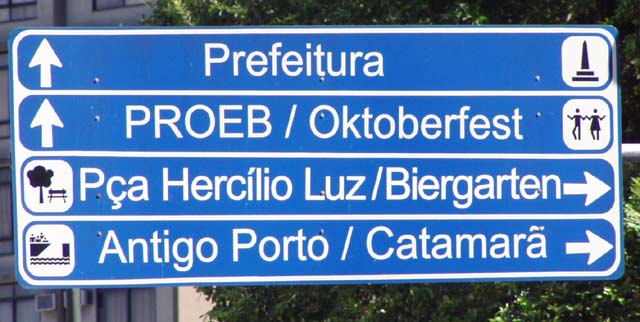 Prefeitura
PROEB / Oktoberfest
Pça Hercílio Luz/Biergarten
Antigo Porto / Catamarã